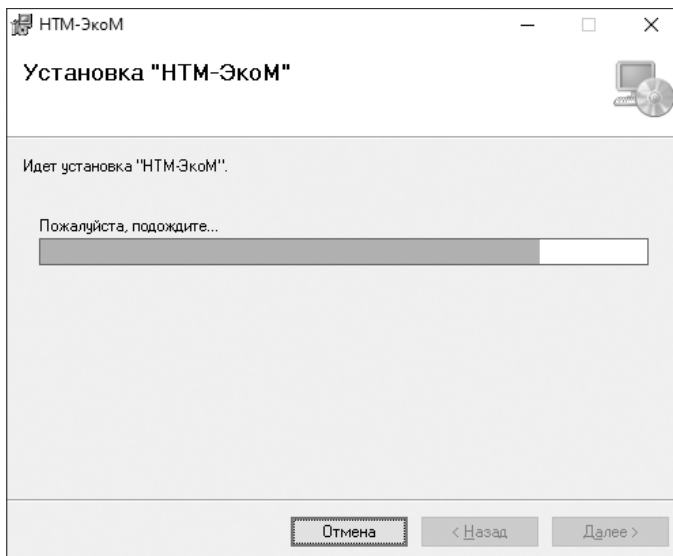 НТМ-ЭкоМ
Установка "НТМ-ЭкоМ"
Идет установка "НТМ-ЭкоМ".
Пожалуйста, подождите...
Отмена
< Назад
Далее >